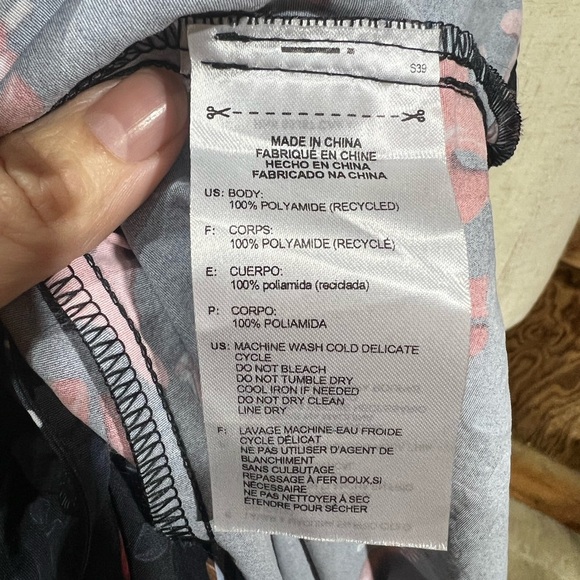 S39
MADE IN CHINA
FABRIQUÉ EN CHINE
HECHO EN CHINA
FABRICADO NA CHINA
US: BODY:
100% POLYAMIDE (RECYCLED)
F: CORPS:
100% POLYAMIDE (RECYCLÉ)
E: CUERPO:
100% poliamida (reciclada)
P: CORPO:
100% POLIAMIDA
US: MACHINE WASH COLD DELICATE
CYCLE
DO NOT BLEACH
DO NOT TUMBLE DRY
COOL IRON IF NEEDED
DO NOT DRY CLEAN
LINE DRY
F: LAVAGE MACHINE-EAU FROIDE
CYCLE DÉLICAT
NE PAS UTILISER D'AGENT DE
BLANCHIMENT
SANS CULBUTAGE
REPASSAGE À FER DOUX,SI
NÉCESSAIRE
NE PAS NETTOYER À SEC
ÉTENDRE POUR SÉCHER